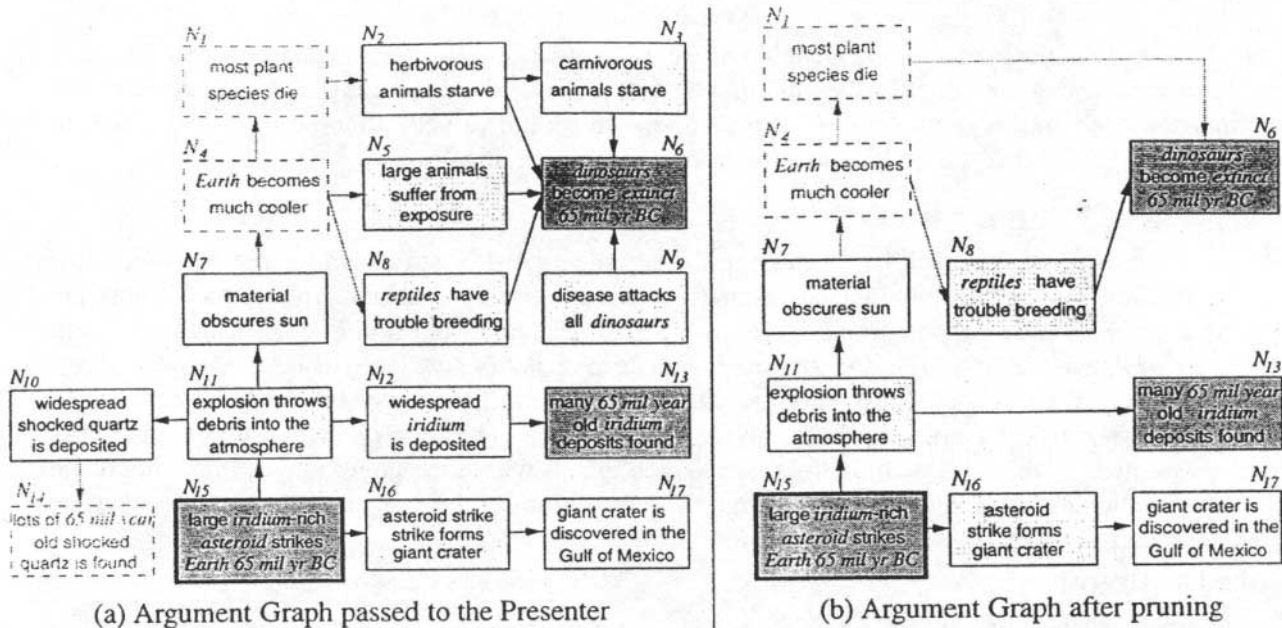 N1
most plant
species die
N2
herbivorous
animals starve
N3
carnivorous
animals starve
N4
Earth becomes
much cooler
N5
large animals
suffer from
exposure
N6
dinosaurs
become extinct
65 mil yr BC
N7
material
obscures sun
N8
reptiles have
trouble breeding
N9
disease attacks
all dinosaurs
N10
widespread
shocked quartz
is deposited
N11
explosion throws
debris into the
atmosphere
N12
widespread
iridium
is deposited
N13
many 65 mil year
old iridium
deposits found
N14
lots of 65 mil year
old shocked
quartz is found
N15
large iridium-rich
asteroid strikes
Earth 65 mil yr BC
N16
asteroid strike
strike forms
giant crater
N17
giant crater is
discovered in the
Gulf of Mexico
(a) Argument Graph passed to the Presenter
N1
most plant
species die
N4
Earth becomes
much cooler
N6
dinosaurs
become extinct
65 mil yr BC
N7
material
obscures sun
N8
reptiles have
trouble breeding
N11
explosion throws
debris into the
atmosphere
N13
many 65 mil year
old iridium
deposits found
N15
large iridium-rich
asteroid strikes
Earth 65 mil yr BC
N16
asteroid
strike forms
giant crater
N17
giant crater is
discovered in the
Gulf of Mexico
(b) Argument Graph after pruning